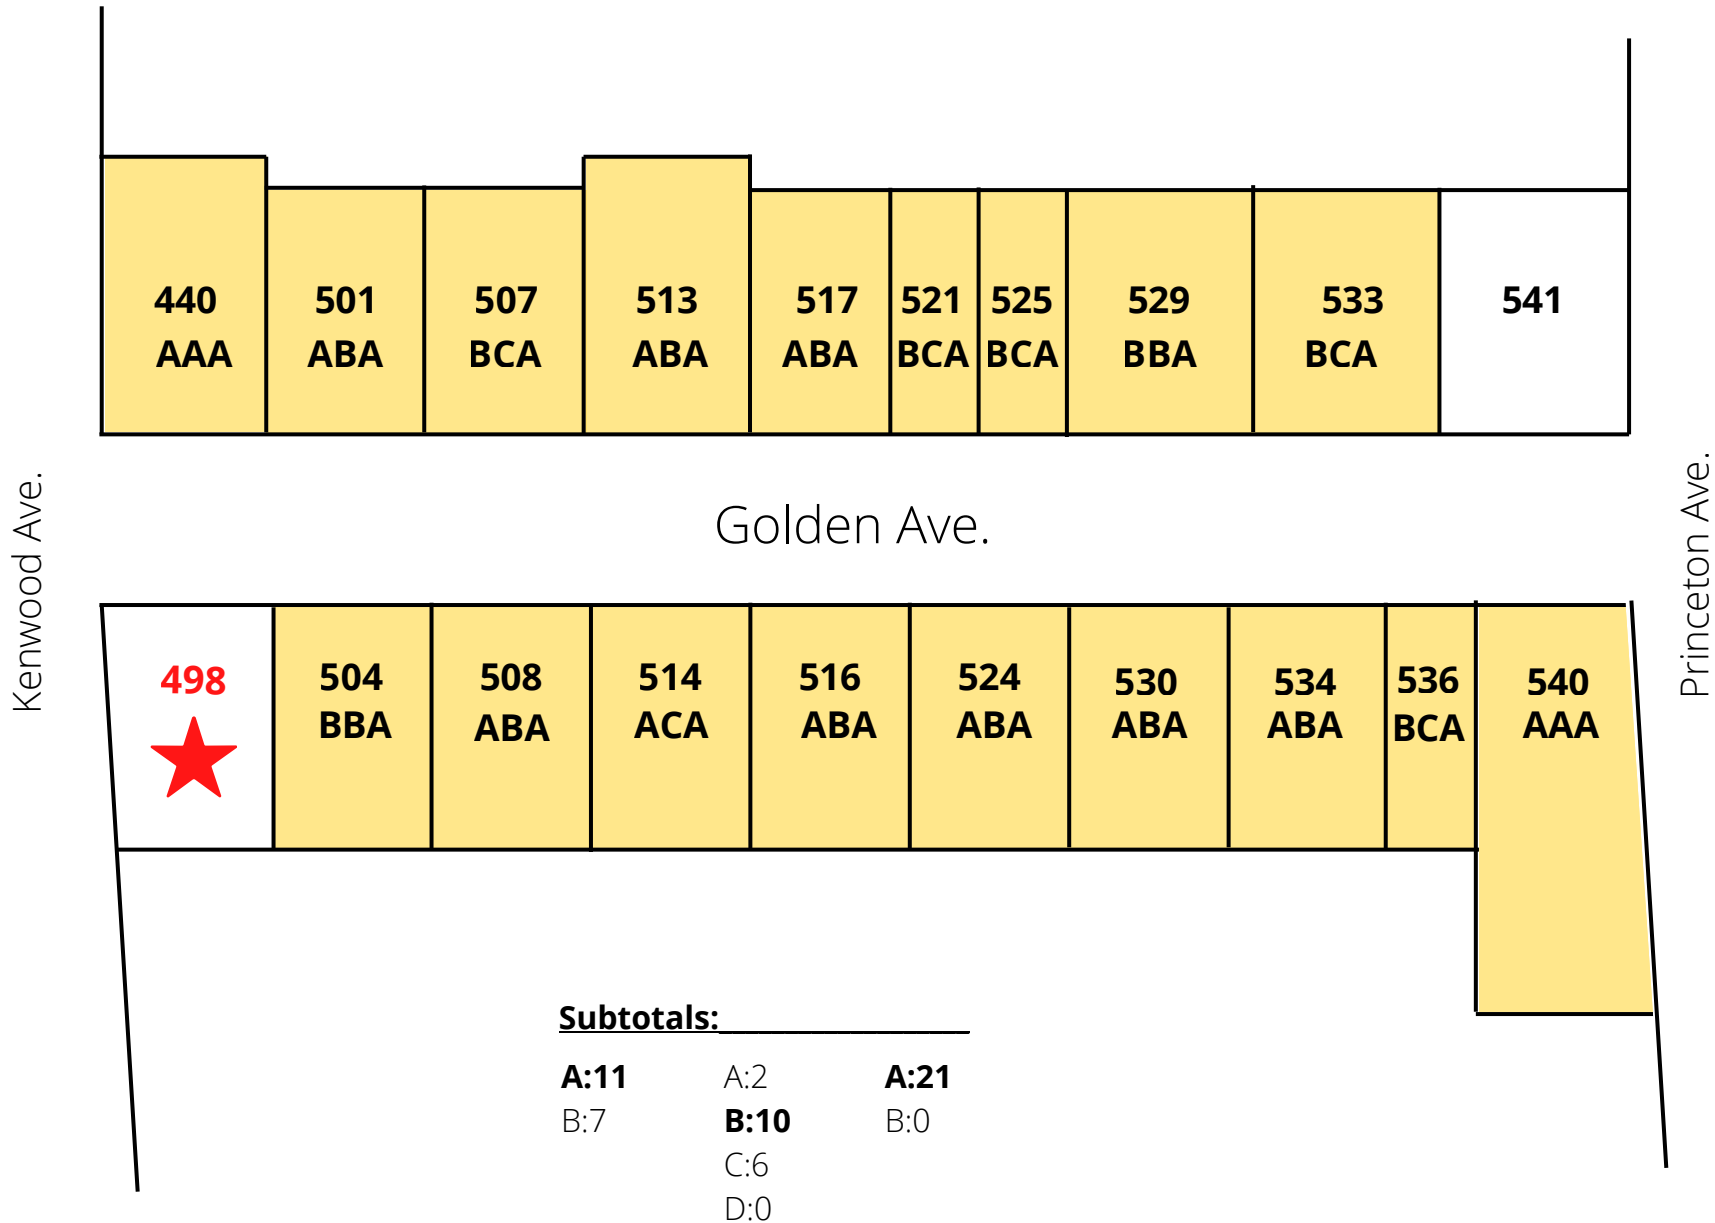 440 501 507 513 517 521 525 529 533 541
AAA ABA BCA ABA ABA BCA BCA BBA BCA
Kenwood Ave.
Golden Ave.
Princeton Ave.
498 504 508 514 516 524 530 534 536 540
BBA ABA ACA ABA ABA ABA ABA BCA AAA
Subtotals:
A:11 A:2 A:21
B:7 B:10 B:0
C:6
D:0